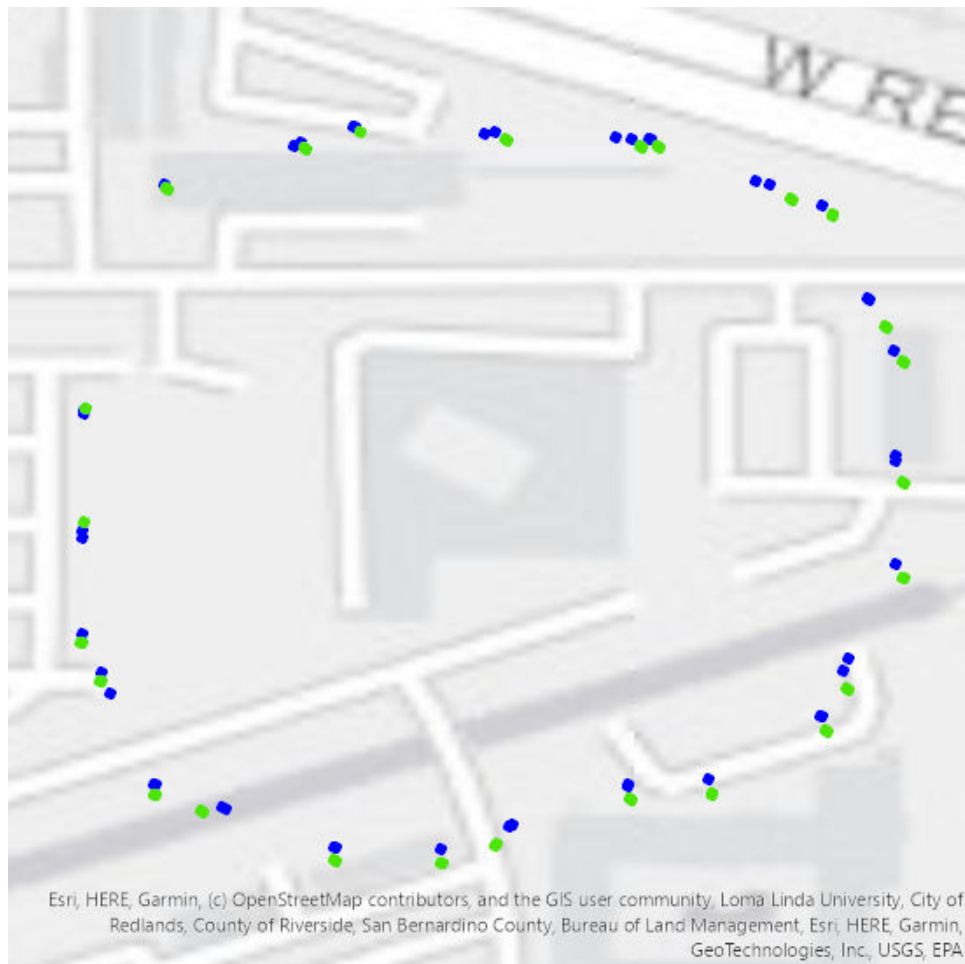 W RE
Esri, HERE, Garmin, (c) OpenStreetMap contributors, and the GIS user community, Loma Linda University, City of
Redlands, County of Riverside, San Bernardino County, Bureau of Land Management, Esri, HERE, Garmin,
GeoTechnologies, Inc., USGS, EPA